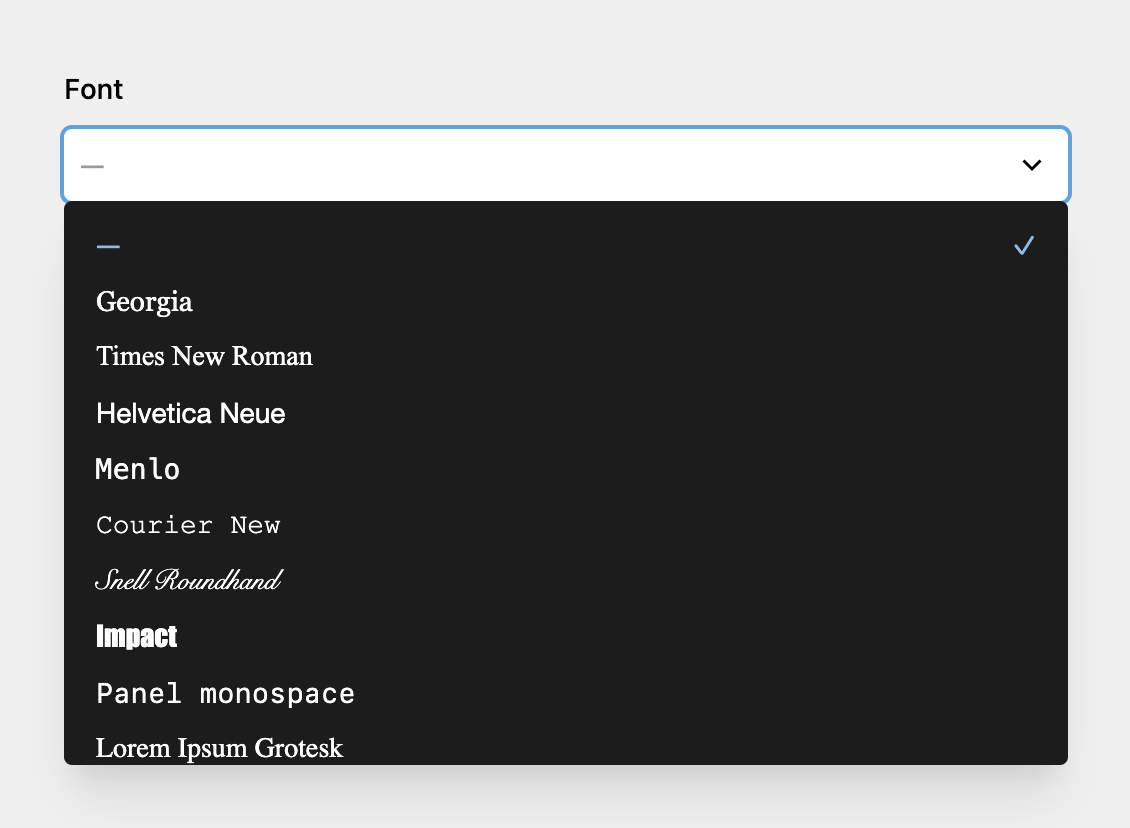 Font
—
—
Georgia
Times New Roman
Helvetica Neue
Menlo
Courier New
Snell Roundhand
Impact
Panel monospace
Lorem Ipsum Grotesk